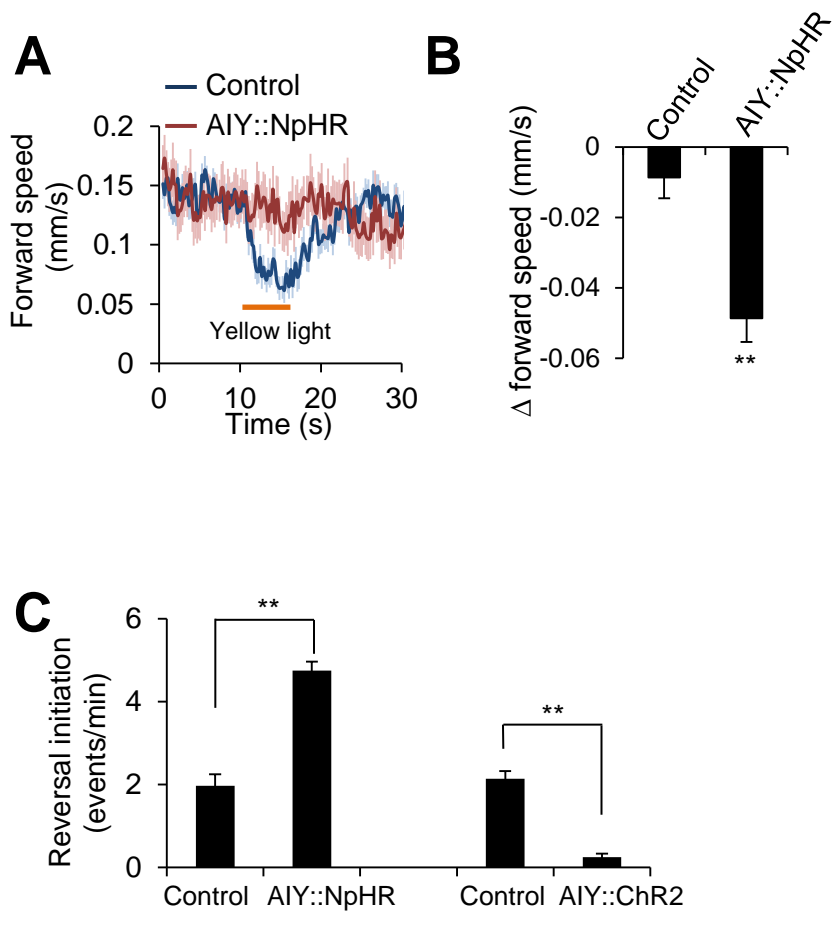 A
Control
AIY::NpHR
Forward speed
(mm/s)
0.2
0.15
0.1
0.05
0
Yellow light
0
10
20
30
Time (s)
B
Control
AIY::NpHR
Δ forward speed (mm/s)
0
-0.02
-0.04
-0.06
**
C
Reversal initiation
(events/min)
6
4
2
0
**
**
Control
AIY::NpHR
Control
AIY::ChR2